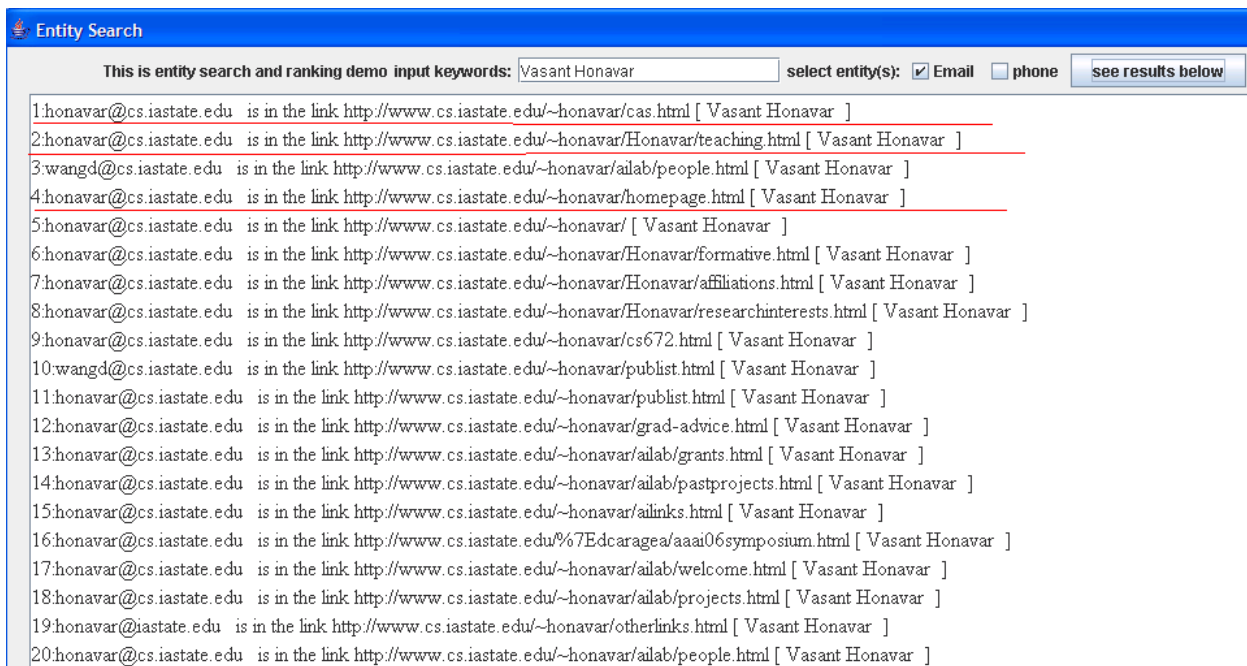 Entity Search
This is entity search and ranking demo input keywords: Vasant Honavar select entity(s): Email phone see results below
1:honavar@cs.iastate.edu is in the link http://www.cs.iastate.edu/~honavar/cas.html [ Vasant Honavar ]
2:honavar@cs.iastate.edu is in the link http://www.cs.iastate.edu/~honavar/Honavar/teaching.html [ Vasant Honavar ]
3:wangd@cs.iastate.edu is in the link http://www.cs.iastate.edu/~honavar/ailab/people.html [ Vasant Honavar ]
4:honavar@cs.iastate.edu is in the link http://www.cs.iastate.edu/~honavar/homepage.html [ Vasant Honavar ]
5:honavar@cs.iastate.edu is in the link http://www.cs.iastate.edu/~honavar/ [ Vasant Honavar ]
6:honavar@cs.iastate.edu is in the link http://www.cs.iastate.edu/~honavar/Honavar/formative.html [ Vasant Honavar ]
7:honavar@cs.iastate.edu is in the link http://www.cs.iastate.edu/~honavar/Honavar/affiliations.html [ Vasant Honavar ]
8:honavar@cs.iastate.edu is in the link http://www.cs.iastate.edu/~honavar/Honavar/researchinterests.html [ Vasant Honavar ]
9:honavar@cs.iastate.edu is in the link http://www.cs.iastate.edu/~honavar/cs672.html [ Vasant Honavar ]
10:wangd@cs.iastate.edu is in the link http://www.cs.iastate.edu/~honavar/publist.html [ Vasant Honavar ]
11:honavar@cs.iastate.edu is in the link http://www.cs.iastate.edu/~honavar/publist.html [ Vasant Honavar ]
12:honavar@cs.iastate.edu is in the link http://www.cs.iastate.edu/~honavar/grad-advice.html [ Vasant Honavar ]
13:honavar@cs.iastate.edu is in the link http://www.cs.iastate.edu/~honavar/ailab/grants.html [ Vasant Honavar ]
14:honavar@cs.iastate.edu is in the link http://www.cs.iastate.edu/~honavar/ailab/pastprojects.html [ Vasant Honavar ]
15:honavar@cs.iastate.edu is in the link http://www.cs.iastate.edu/~honavar/ailinks.html [ Vasant Honavar ]
16:honavar@cs.iastate.edu is in the link http://www.cs.iastate.edu/%7Edcaragea/aaai06symposium.html [ Vasant Honavar ]
17:honavar@cs.iastate.edu is in the link http://www.cs.iastate.edu/~honavar/ailab/welcome.html [ Vasant Honavar ]
18:honavar@cs.iastate.edu is in the link http://www.cs.iastate.edu/~honavar/ailab/projects.html [ Vasant Honavar ]
19:honavar@iastate.edu is in the link http://www.cs.iastate.edu/~honavar/otherlinks.html [ Vasant Honavar ]
20:honavar@cs.iastate.edu is in the link http://www.cs.iastate.edu/~honavar/ailab/people.html [ Vasant Honavar ]